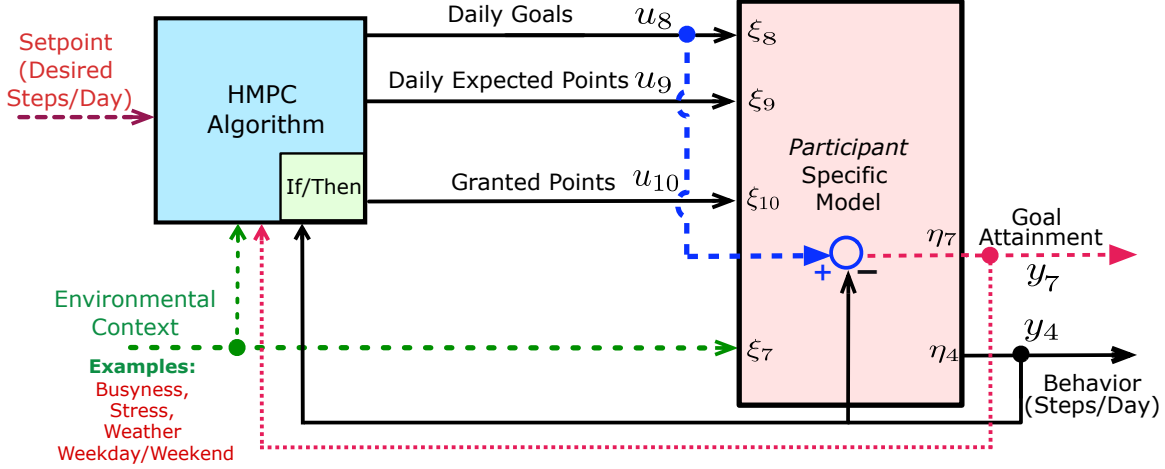 Setpoint
(Desired
Steps/Day)
HMPC
Algorithm
If/Then
Daily Goals
u₈
Daily Expected Points
u₉
Granted Points
u₁₀
ξ₈
ξ₉
ξ₁₀
ξ₇
Participant
Specific
Model
+
−
η₇
η₄
Goal
Attainment
y₇
y₄
Behavior
(Steps/Day)
Environmental
Context
Examples:
Busyness,
Stress,
Weather
Weekday/Weekend